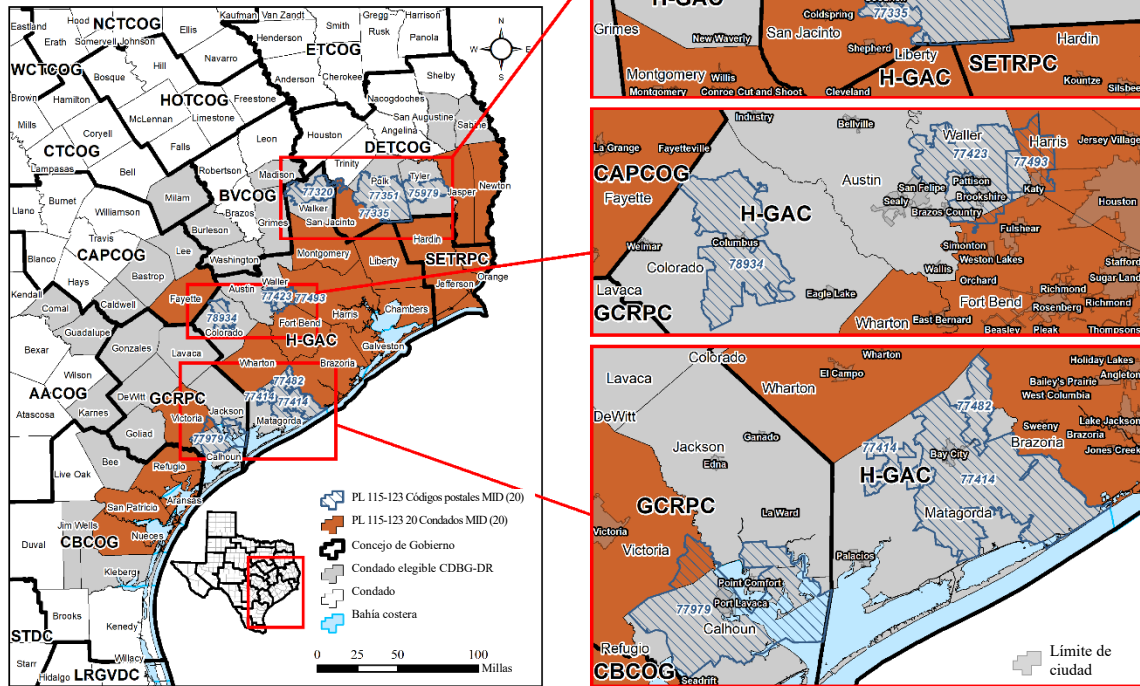 NCTCOG
Kaufman
Van Zandt
Smith
Gregg
Harrison
Rusk
Panola
Eastland
Hood
Erath
Somervell
Johnson
Ellis
Henderson
ETCOG
Navarro
Anderson
Cherokee
Shelby
WCTCOG
Bosque
Hill
Freestone
Nacogdoches
Brown
Hamilton
HOTCOG
McLennan
Limestone
San Augustine
Sabine
Mills
Coryell
Falls
Leon
Houston
Angelina
CTCOG
Lampasas
Bell
Robertson
Madison
Trinity
DETCOG
Milam
BVCOG
Brazos
77320
Walker
Polk
77351
Tyler
75979
Jasper
Newton
Llano
Burnet
Williamson
Burleson
Grimes
San Jacinto
77335
Travis
CAPCOG
Lee
Washington
Montgomery
Liberty
Hardin
SETRPC
Orange
Blanco
Hays
Bastrop
Austin
Waller
77423
77493
Harris
Chambers
Jefferson
Kendall
Comal
Caldwell
Fayette
78934
Colorado
Fort Bend
H-GAC
Galveston
Guadalupe
Gonzales
Lavaca
Wharton
Brazoria
Bexar
Wilson
AACOG
Atascosa
Karnes
DeWitt
GCRPC
Victoria
Jackson
77414
77482
77414
Matagorda
Goliad
77979
Calhoun
Live Oak
Bee
Refugio
Aransas
San Patricio
Jim Wells
Nueces
Duval
CBCOG
Kleberg
Brooks
Kenedy
STDC
Starr
Hidalgo
Willacy
LRGVDC
N
W
E
S
PL 115-123 Códigos postales MID (20)
PL 115-123 20 Condados MID (20)
Concejo de Gobierno
Condado elegible CDBG-DR
Condado
Bahía costera
0 25 50 100
Millas
H-GAC
77335
Grimes
New Waverly
Coldspring
San Jacinto
Shepherd
Liberty
Hardin
SETRPC
Montgomery
Willis
H-GAC
Kountze
Montgomery
Conroe
Cut and Shoot
Cleveland
Silsbee
Industry
Bellville
Waller
77423
Harris
Jersey Village
La Grange
Fayetteville
77493
CAPCOG
Fayette
Austin
San Felipe
Pattison
Katy
Sealy
Brookshire
Brazos Country
Houston
H-GAC
Fulshear
Weimar
Columbus
Simonton
Weston Lakes
Stafford
Colorado
78934
Wallis
Orchard
Sugar Land
Lavaca
GCRPC
Eagle Lake
Fort Bend
Richmond
Richmond
Rosenberg
Wharton
East Bernard
Beasley
Pleak
Thompsons
Colorado
Wharton
Holiday Lakes
Lavaca
El Campo
Angleton
Wharton
Bailey's Prairie
West Columbia
DeWitt
77482
Jackson
Ganado
Sweeny
Lake Jackson
Brazoria
Brazoria
77414
Jones Creek
Edna
H-GAC
Bay City
77414
GCRPC
La Ward
Matagorda
Victoria
Victoria
Palacios
Point Comfort
Port Lavaca
77979
Calhoun
Refugio
CBCOG
Seadrift
Límite de
ciudad